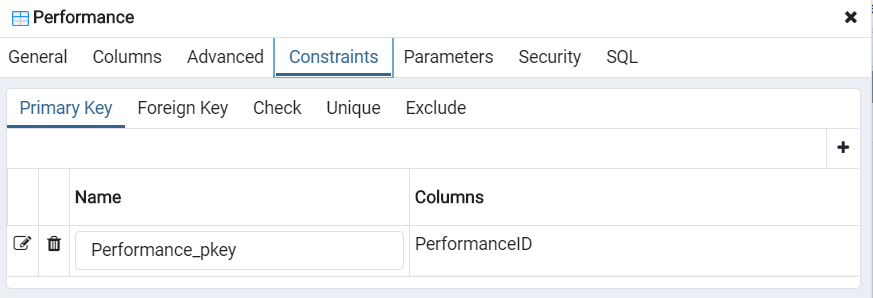 Performance
General Columns Advanced Constraints Parameters Security SQL
Primary Key Foreign Key Check Unique Exclude
Name Columns
Performance_pkey PerformanceID